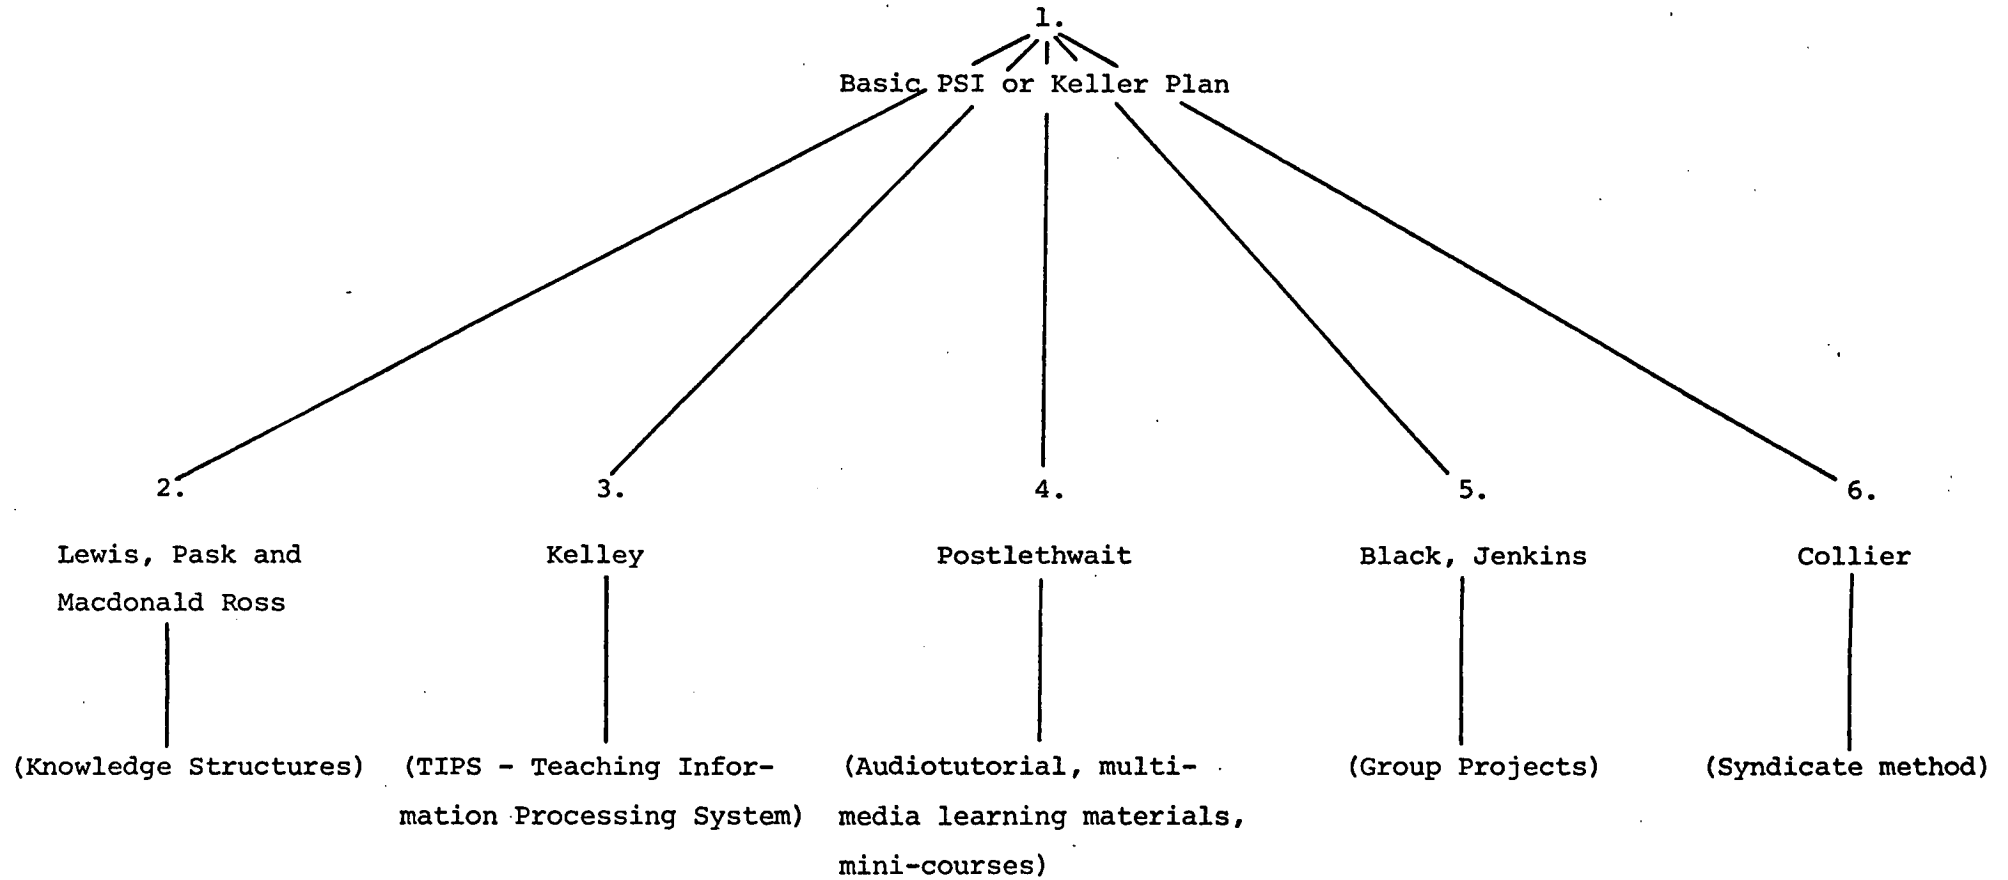 1.
Basic PSI or Keller Plan
2.
3.
4.
5.
6.
Lewis, Pask and
Macdonald Ross
Kelley
Postlethwait
Black, Jenkins
Collier
(Knowledge Structures)
(TIPS - Teaching Infor-
mation Processing System)
(Audiotutorial, multi-
media learning materials,
mini-courses)
(Group Projects)
(Syndicate method)